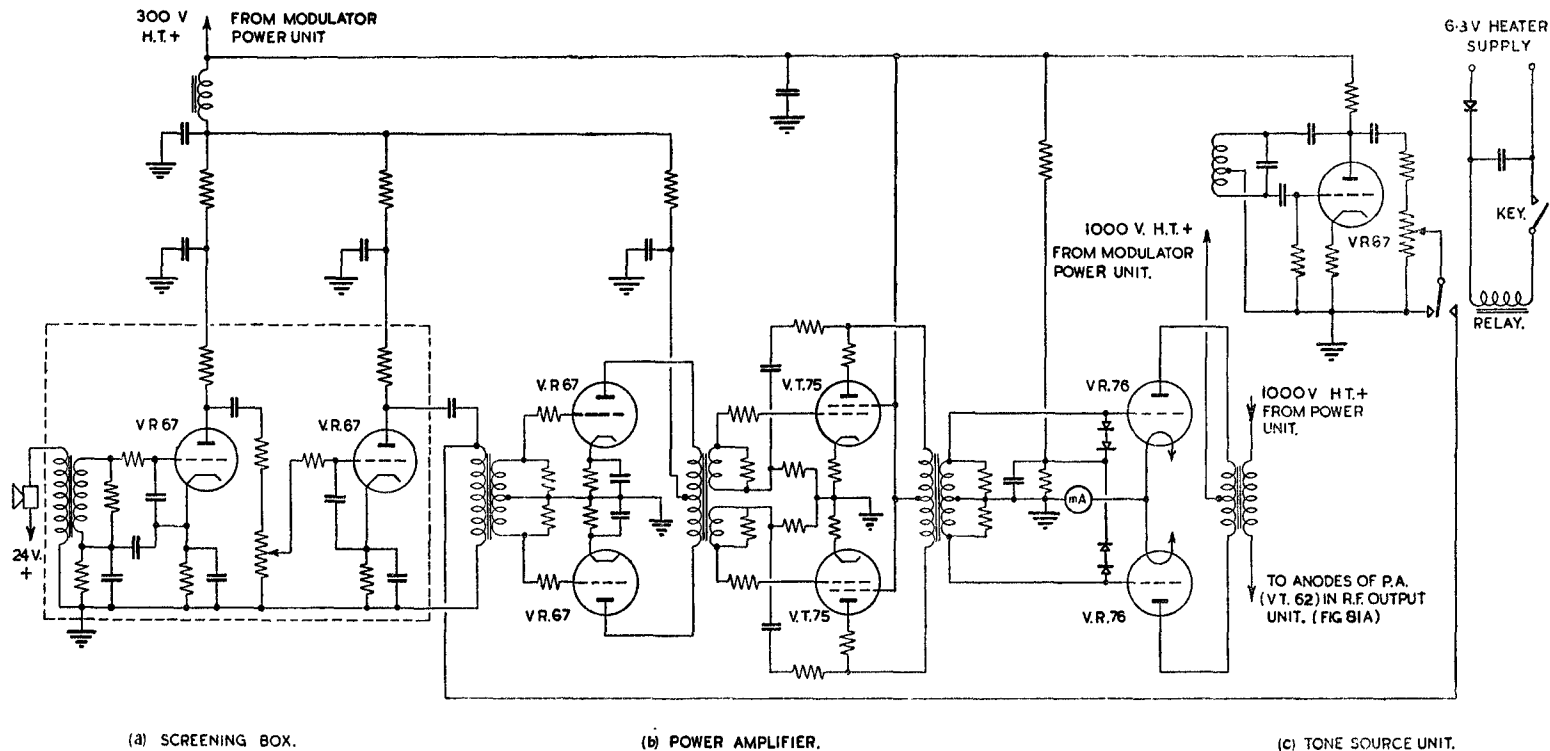 300 V
H.T. +
FROM MODULATOR
POWER UNIT
6·3V HEATER
SUPPLY
KEY.
RELAY.
VR67
1000 V. H.T. +
FROM MODULATOR
POWER UNIT.
V.R 67
V.T.75
V R.76
1000V H.T.+
FROM POWER
UNIT.
V R 67
V.R.67
24 V.
+
mA
V.R.67
V.T.75
V.R.76
TO ANODES OF P.A.
(V T. 62) IN R.F. OUTPUT
UNIT. (FIG 81A)
(a) SCREENING BOX.
(b) POWER AMPLIFIER.
(c) TONE SOURCE UNIT.